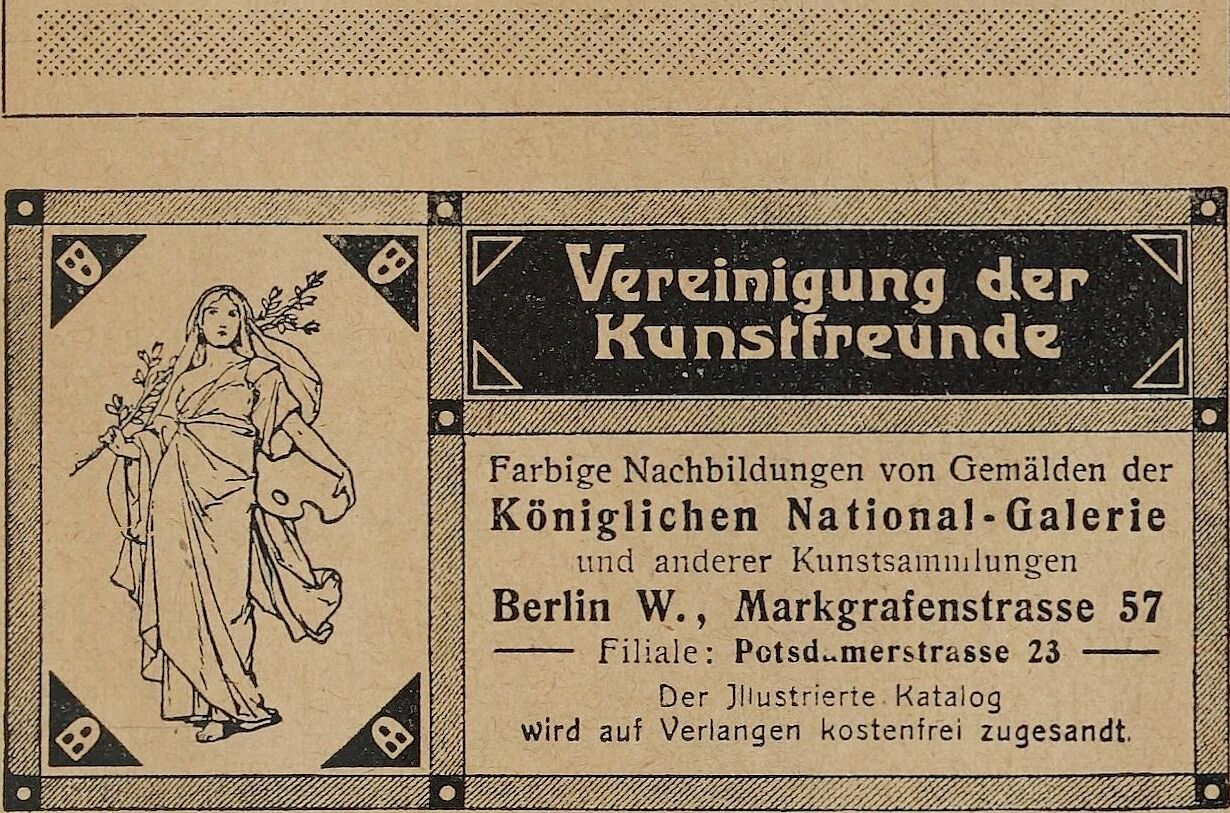 Vereinigung der
Kunstfreunde
Farbige Nachbildungen von Gemälden der
Königlichen National-Galerie
und anderer Kunstsammlungen
Berlin W., Markgrafenstrasse 57
Filiale: Potsdamerstrasse 23
Der Jllustrierte Katalog
wird auf Verlangen kostenfrei zugesandt.